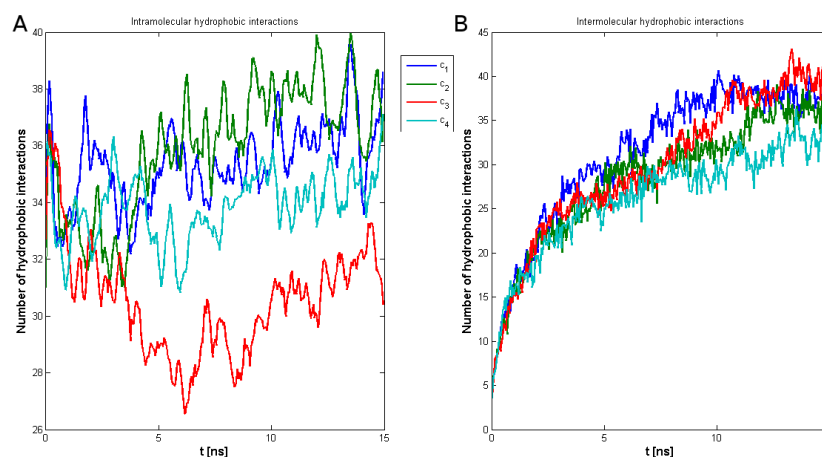 A
Intramolecular hydrophobic interactions
40
38
36
34
32
30
28
26
0
5
10
15
Number of hydrophobic interactions
t [ns]
c1
c2
c3
c4
B
Intermolecular hydrophobic interactions
45
40
35
30
25
20
15
10
5
0
0
5
10
Number of hydrophobic interactions
t [ns]